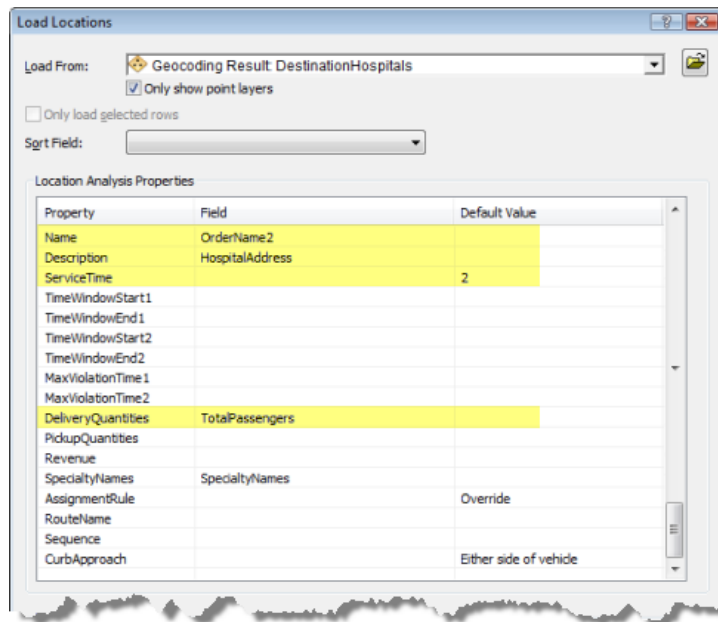 Load Locations
Load From: Geocoding Result: DestinationHospitals
Only show point layers
Only load selected rows
Sort Field:
Location Analysis Properties
Property Field Default Value
Name OrderName2
Description HospitalAddress
ServiceTime 2
TimeWindowStart1
TimeWindowEnd1
TimeWindowStart2
TimeWindowEnd2
MaxViolationTime1
MaxViolationTime2
DeliveryQuantities TotalPassengers
PickupQuantities
Revenue
SpecialtyNames SpecialtyNames
AssignmentRule Override
RouteName
Sequence
CurbApproach Either side of vehicle